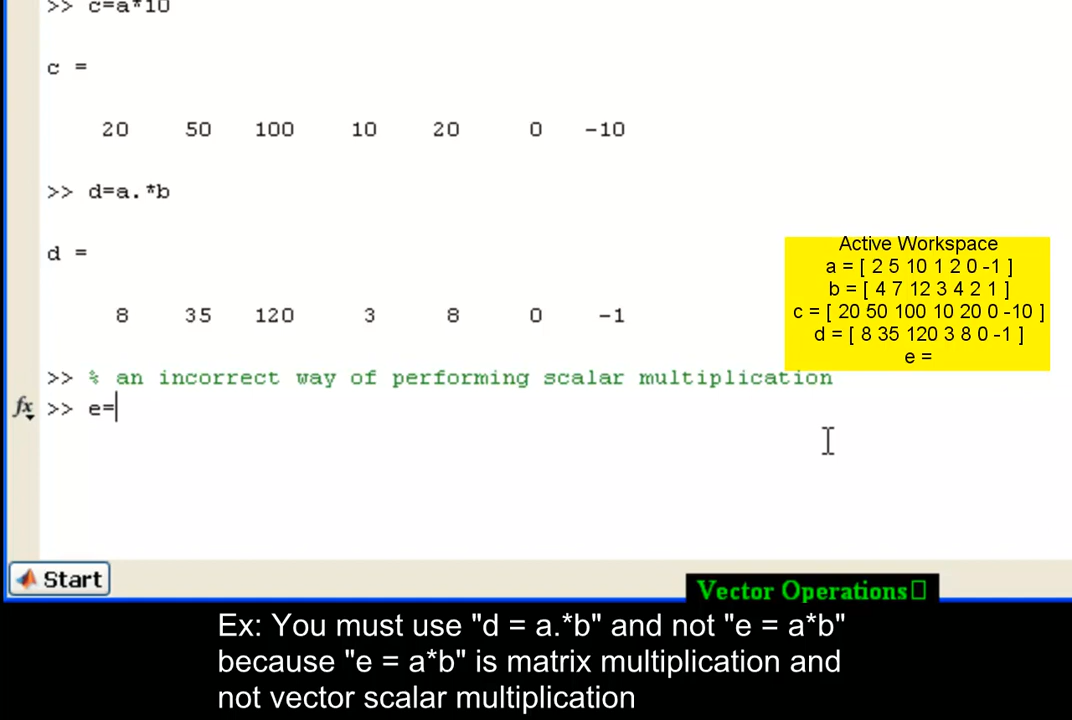 >> c=a*10
c =
20 50 100 10 20 0 -10
>> d=a.*b
d =
8 35 120 3 8 0 -1
Active Workspace
a = [ 2 5 10 1 2 0 -1 ]
b = [ 4 7 12 3 4 2 1 ]
c = [ 20 50 100 10 20 0 -10 ]
d = [ 8 35 120 3 8 0 -1 ]
e =
>> % an incorrect way of performing scalar multiplication
fx >> e=
Start
Vector Operations
Ex: You must use "d = a.*b" and not "e = a*b"
because "e = a*b" is matrix multiplication and
not vector scalar multiplication